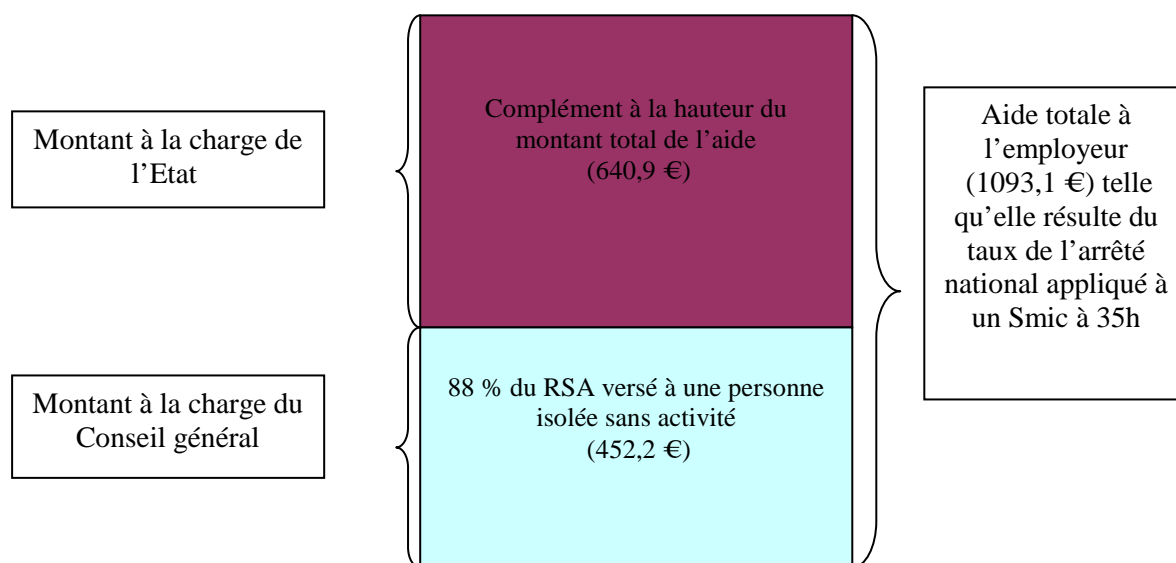 Montant à la charge de
l’Etat
Complément à la hauteur du
montant total de l’aide
(640,9 €)
Aide totale à
l’employeur
(1093,1 €) telle
qu’elle résulte du
taux de l’arrêté
national appliqué à
un Smic à 35h
Montant à la charge du
Conseil général
88 % du RSA versé à une personne
isolée sans activité
(452,2 €)